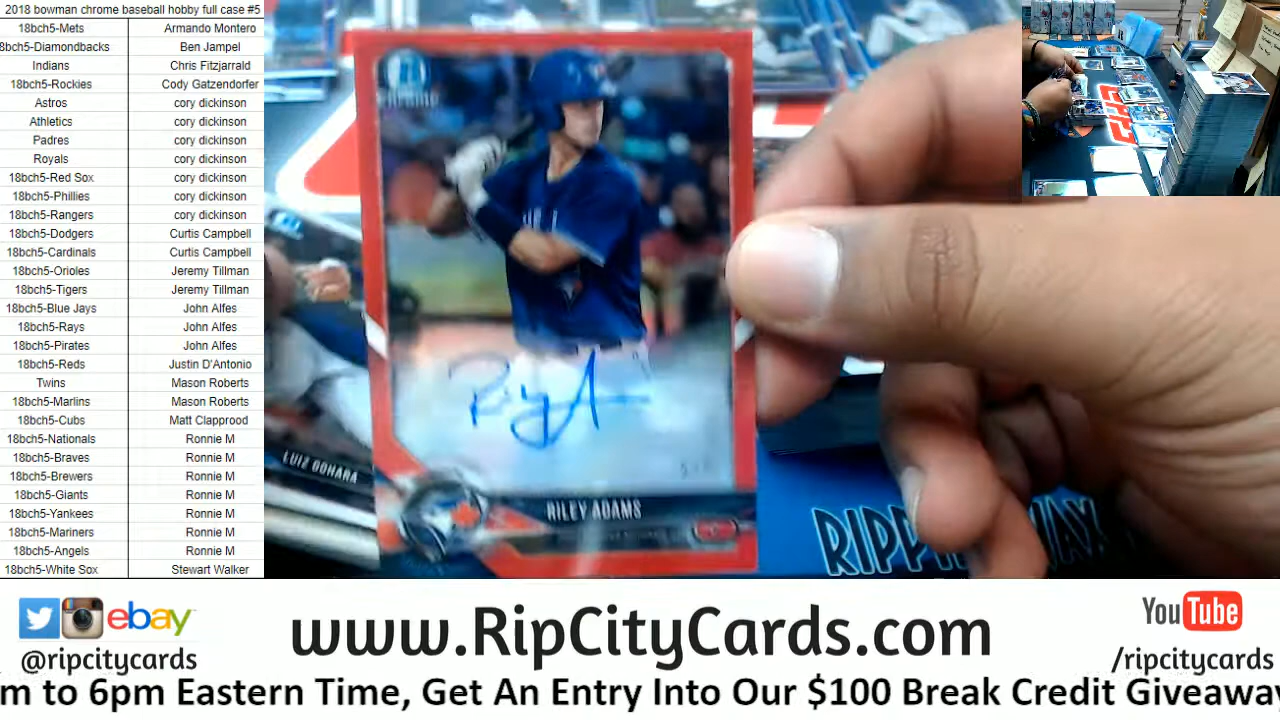 2018 bowman chrome baseball hobby full case #5
18bch5-Mets Armando Montero
8bch5-Diamondbacks Ben Jampel
Indians Chris Fitzjarrald
18bch5-Rockies Cody Gatzendorfer
Astros cory dickinson
Athletics cory dickinson
Padres cory dickinson
Royals cory dickinson
18bch5-Red Sox cory dickinson
18bch5-Phillies cory dickinson
18bch5-Rangers cory dickinson
18bch5-Dodgers Curtis Campbell
18bch5-Cardinals Curtis Campbell
18bch5-Orioles Jeremy Tillman
18bch5-Tigers Jeremy Tillman
18bch5-Blue Jays John Alfes
18bch5-Rays John Alfes
18bch5-Pirates John Alfes
18bch5-Reds Justin D'Antonio
Twins Mason Roberts
18bch5-Marlins Mason Roberts
18bch5-Cubs Matt Clapprood
18bch5-Nationals Ronnie M
18bch5-Braves Ronnie M
18bch5-Brewers Ronnie M
18bch5-Giants Ronnie M
18bch5-Yankees Ronnie M
18bch5-Mariners Ronnie M
18bch5-Angels Ronnie M
18bch5-White Sox Stewart Walker
LUIZ GOHARA
RILEY ADAMS
ebay
@ripcitycards
www.RipCityCards.com
YouTube
/ripcitycards
m to 6pm Eastern Time, Get An Entry Into Our $100 Break Credit Giveaway